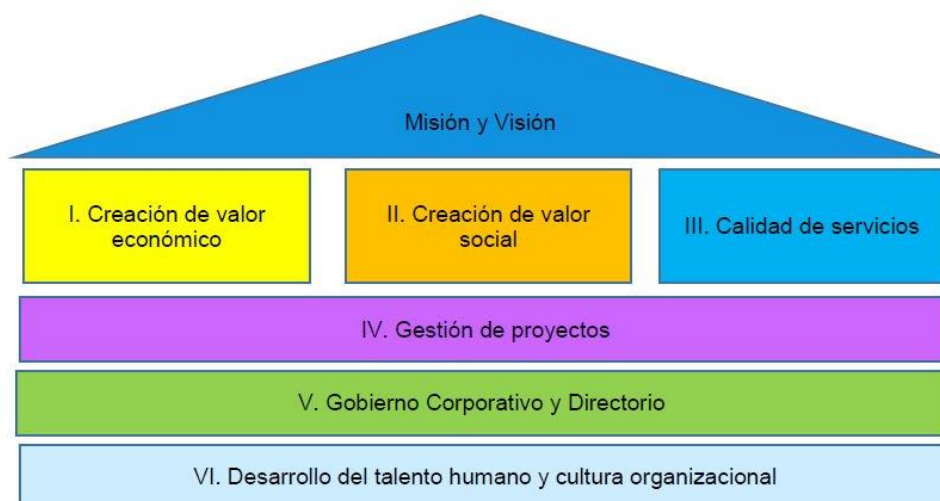 Misión y Visión
I. Creación de valor
económico
II. Creación de valor
social
III. Calidad de servicios
IV. Gestión de proyectos
V. Gobierno Corporativo y Directorio
VI. Desarrollo del talento humano y cultura organizacional